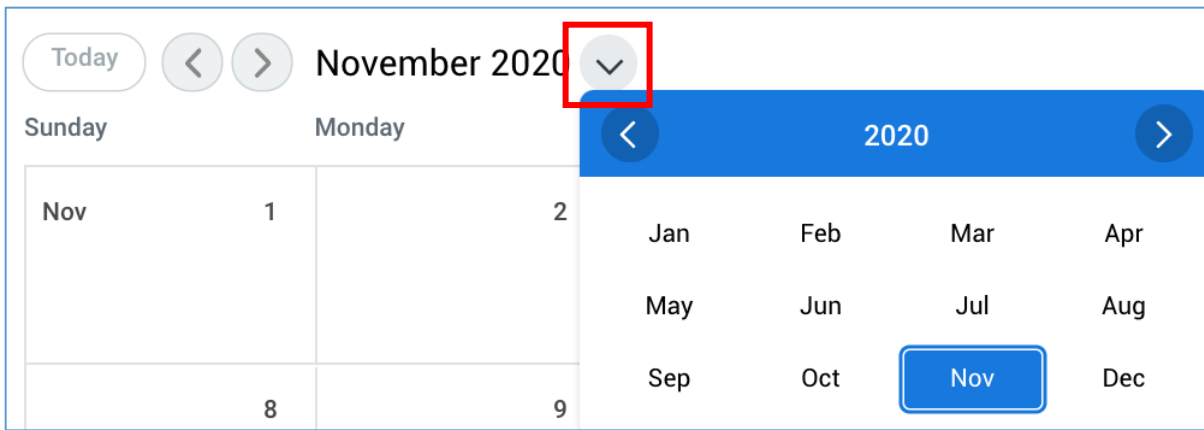 Today November 2020
Sunday Monday
2020
Nov 1 2
Jan Feb Mar Apr
May Jun Jul Aug
Sep Oct Nov Dec
8 9